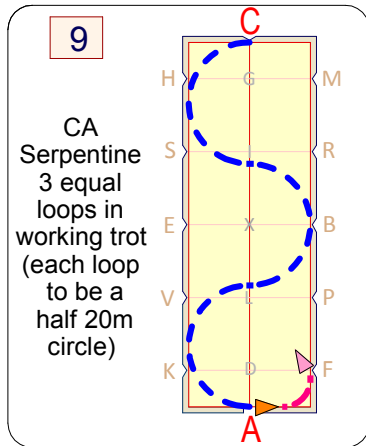 9
CA
Serpentine
3 equal
loops in
working trot
(each loop
to be a
half 20m
circle)
C
H G M
S I R
E X B
V L P
K D F
A